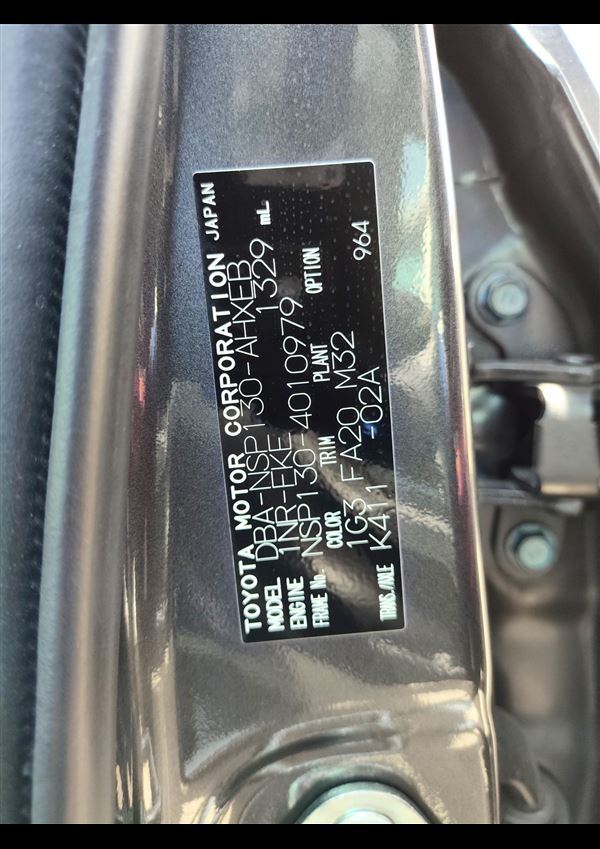 TOYOTA MOTOR CORPORATION JAPAN
MODEL DBA-NSP130-AHXEB
ENGINE 1NR-FKE 1329 mL
FRAME No. NSP130-4010979
COLOR TRIM PLANT OPTION
1G3 FA20 M32
TRANS./AXLE K411 -02A 964